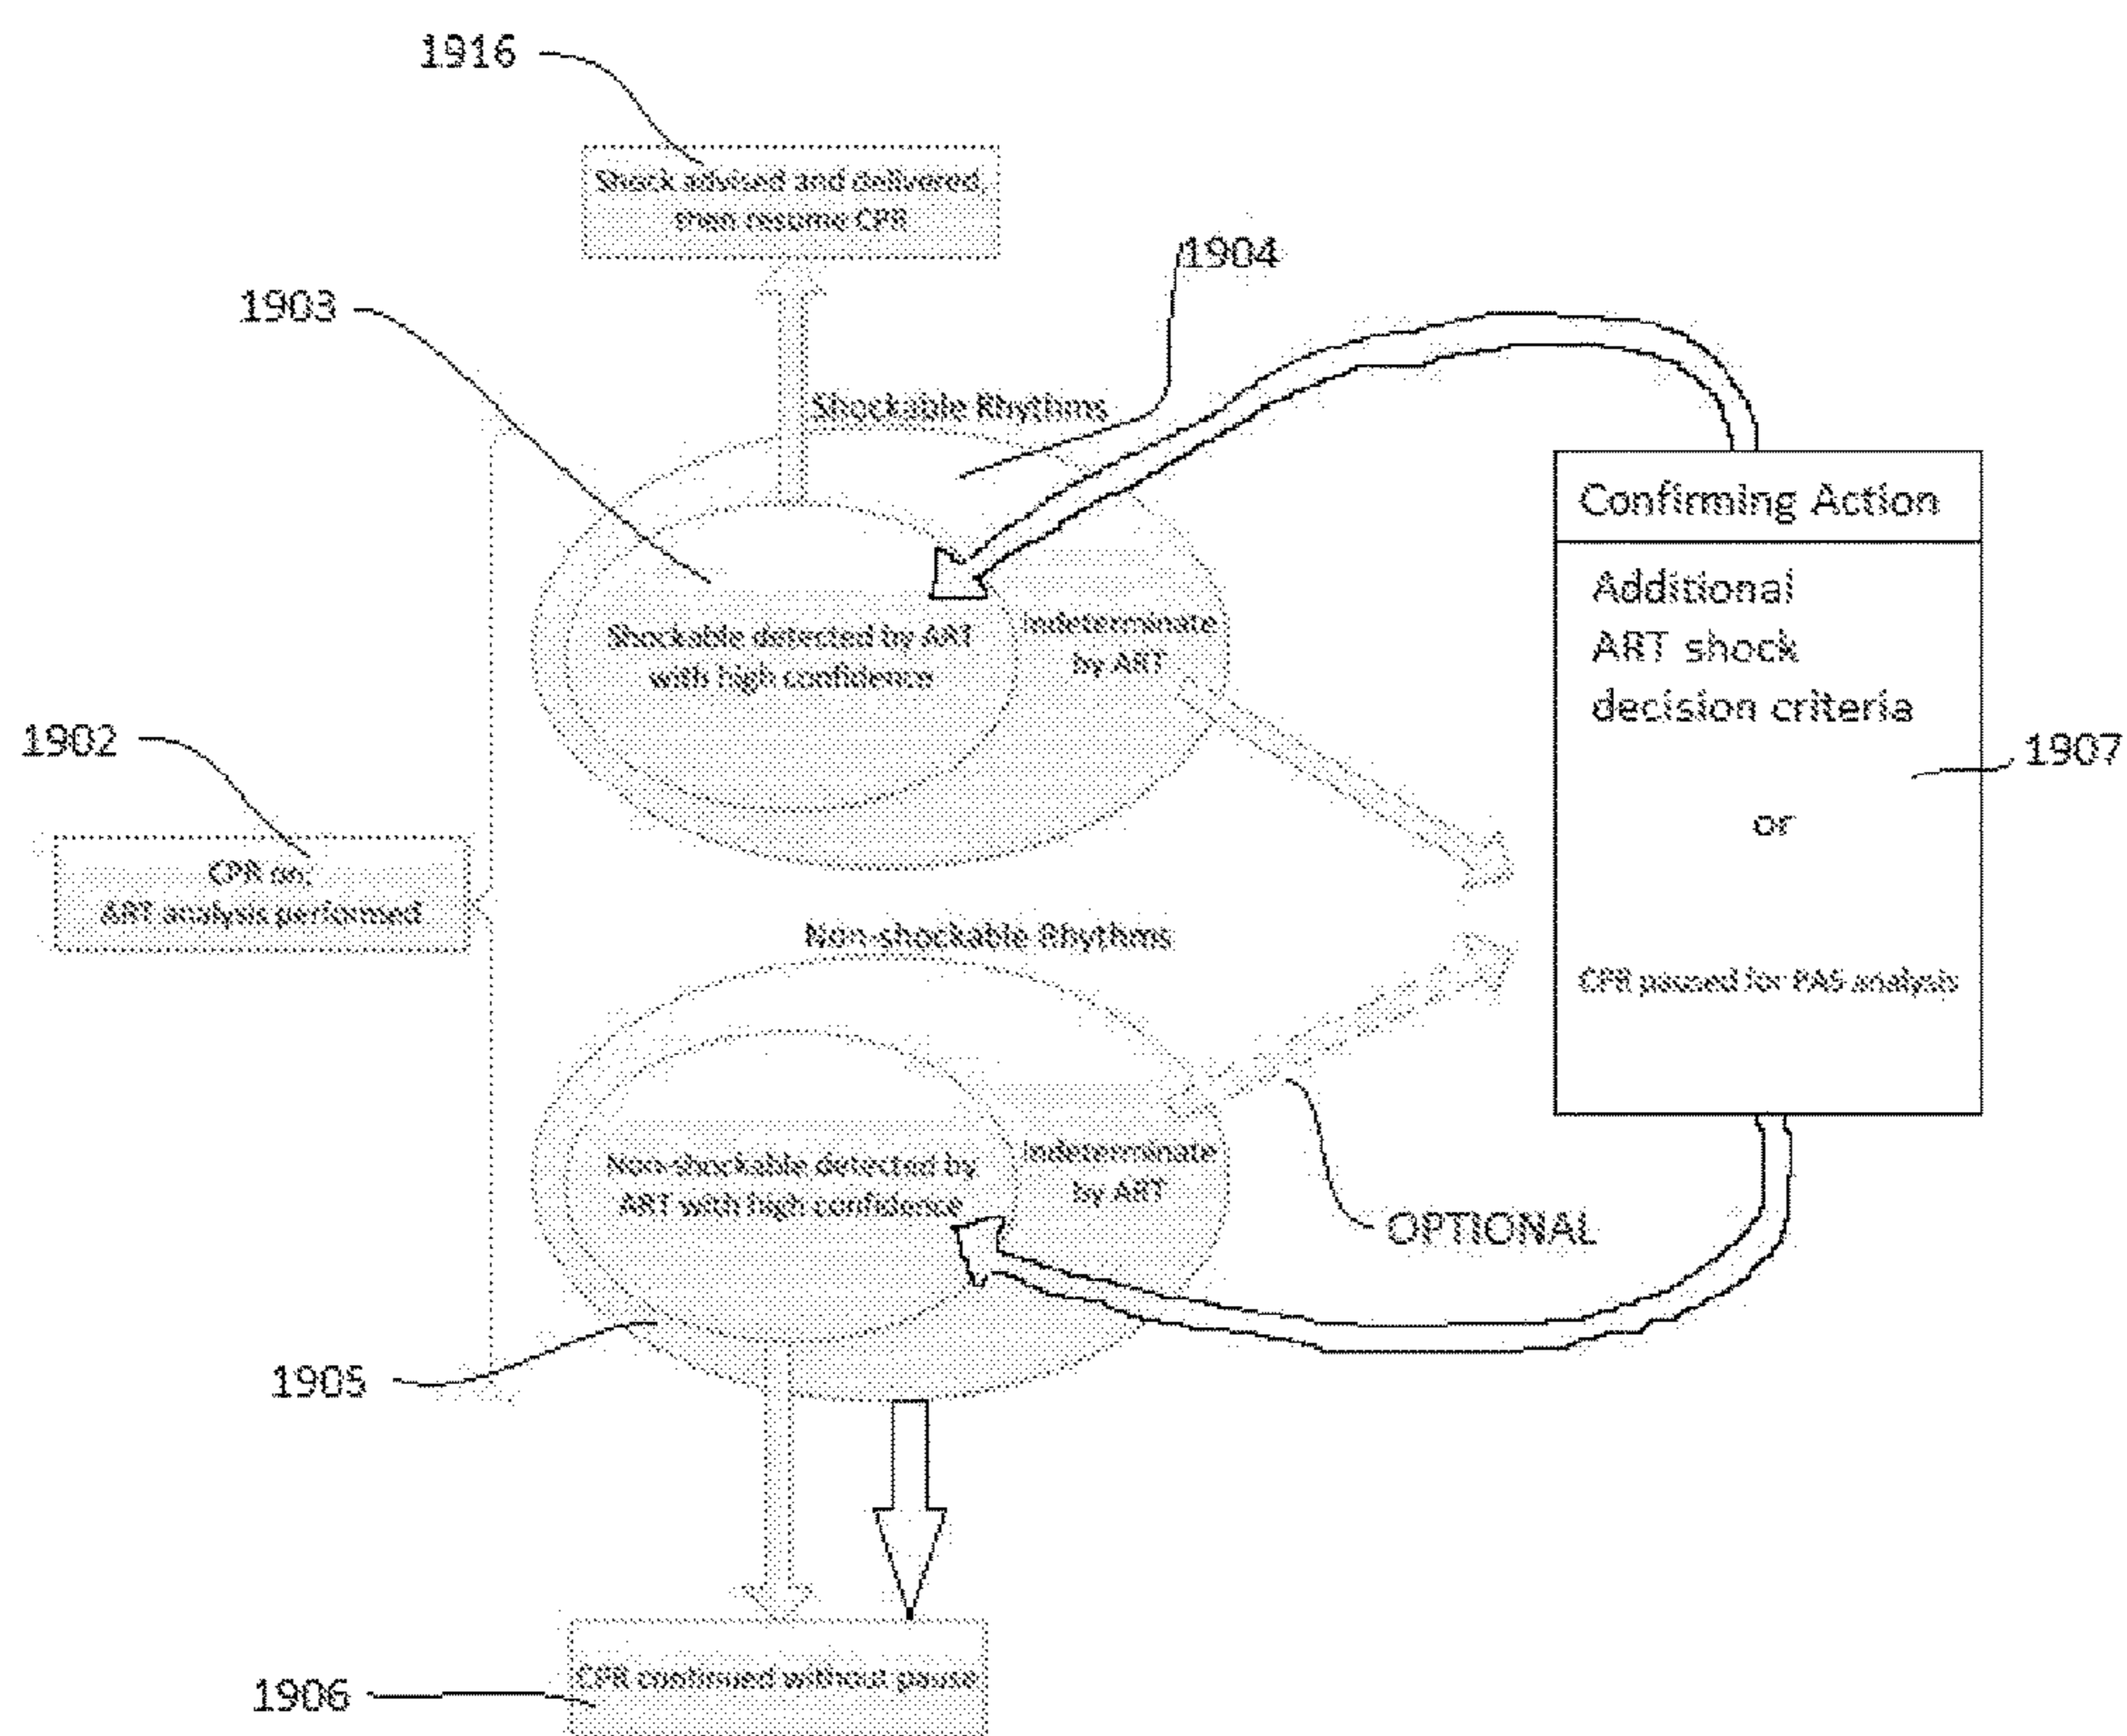 1916
Shock advised and delivered,
then resume CPR
1904
1903
Shockable Rhythms
Confirming Action
Additional
ART shock
decision criteria
Shockable detected by ART
with high confidence
Indeterminate
by ART
1902
1907
or
CPR on,
ART analysis performed
Non-shockable Rhythms
CPR paused for PAS analysis
Non-shockable detected by
ART with high confidence
Indeterminate
by ART
OPTIONAL
1905
CPR continued without pause
1906